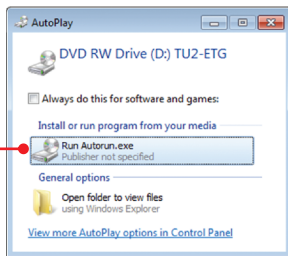 AutoPlay
DVD RW Drive (D:) TU2-ETG
Always do this for software and games:
Install or run program from your media
Run Autorun.exe
Publisher not specified
General options
Open folder to view files
using Windows Explorer
View more AutoPlay options in Control Panel